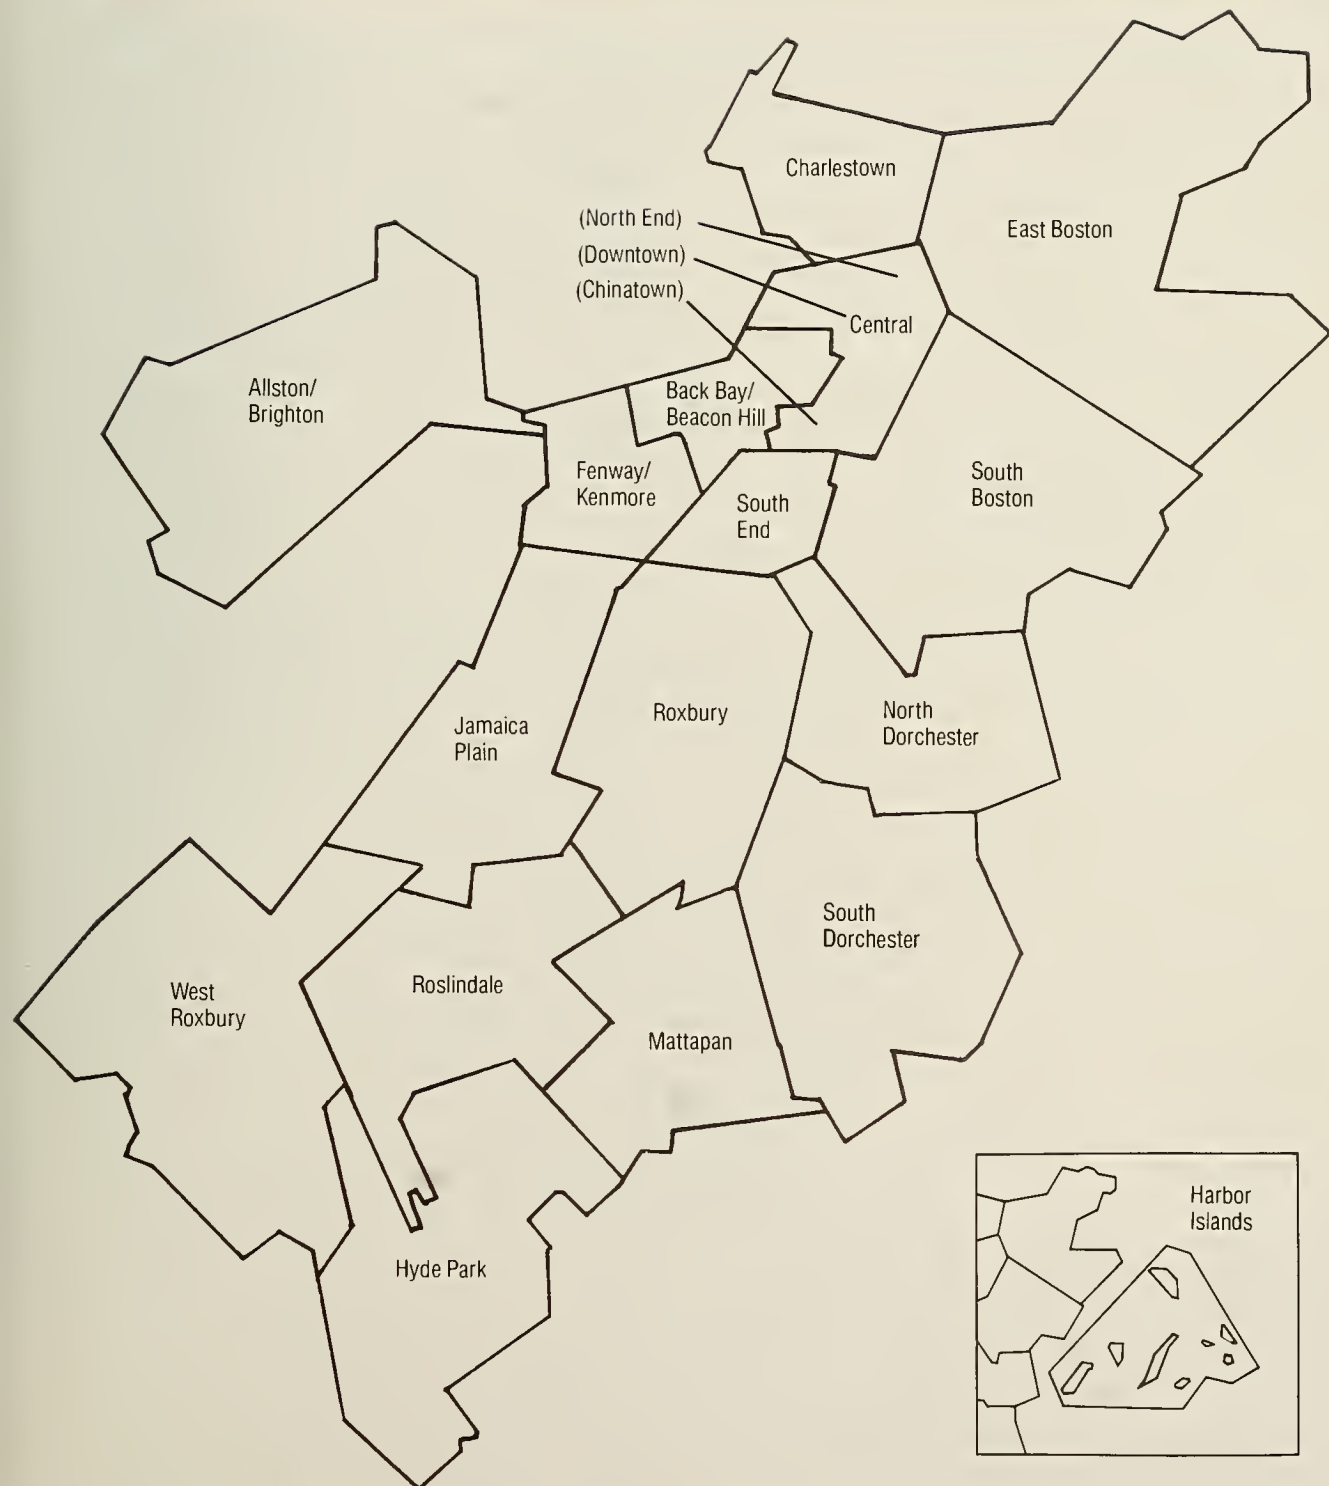 Charlestown
(North End)
East Boston
(Downtown)
(Chinatown)
Central
Allston/
Brighton
Back Bay/
Beacon Hill
Fenway/
Kenmore
South
Boston
South
End
Jamaica
Plain
Roxbury
North
Dorchester
South
Dorchester
West
Roxbury
Roslindale
Mattapan
Hyde Park
Harbor
Islands